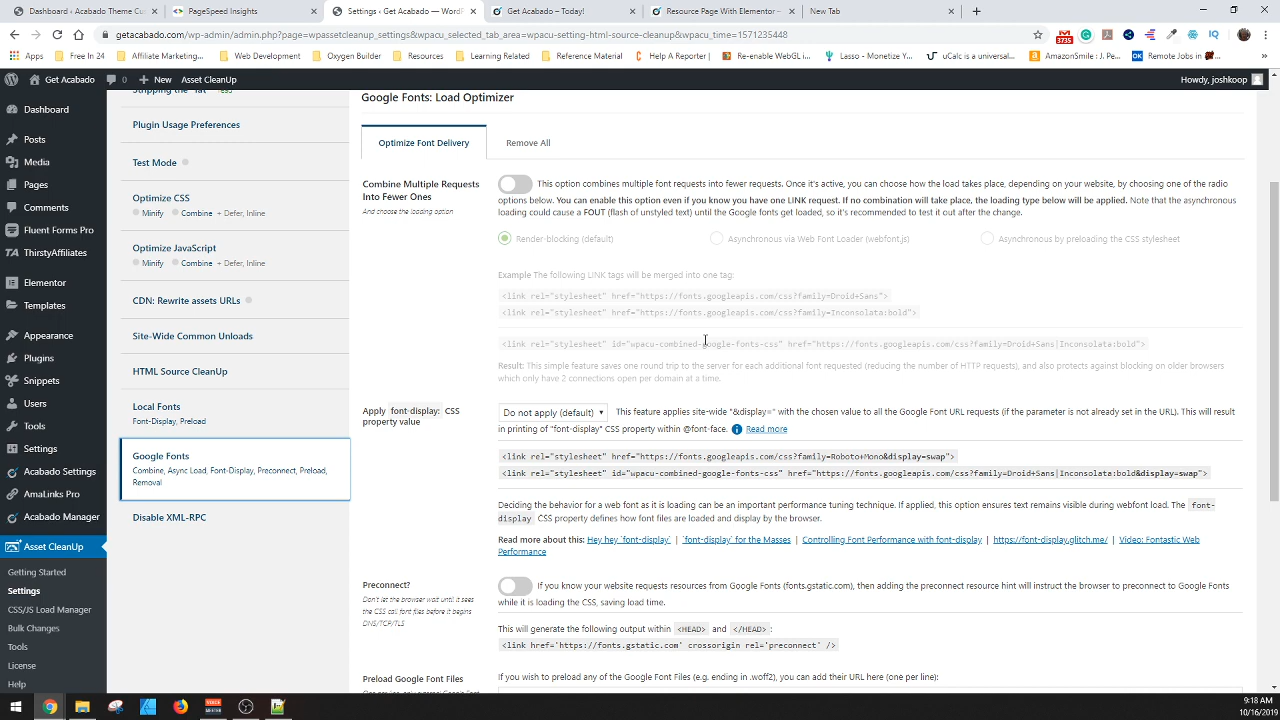 Dashboard ‹ Acabado Theme Cu
PageSpeed Insights
Settings ‹ Get Acabado — WordP
Get Acabado – Today!
Resource Page With Elementor –
New Tab
getacabado.com/wp-admin/admin.php?page=wpassetcleanup_settings&wpacu_selected_tab_area=wpacu-setting-html-source-cleanup&wpacu_time=1571235448
3735
Apps
Free In 24
Affiliate Marketing...
Web Development
Oxygen Builder
Resources
Learning Related
Reference Material
Help A Reporter |
Re-enable WebGL i...
Lasso - Monetize Y...
uCalc is a universal...
AmazonSmile : J. Pe...
Remote Jobs in
Get Acabado
0
New
Asset CleanUp
Howdy, joshkoop
Dashboard
Posts
Media
Pages
Comments
Fluent Forms Pro
ThirstyAffiliates
Elementor
Templates
Appearance
Plugins
Snippets
Users
Tools
Settings
Acabado Settings
AmaLinks Pro
Acabado Manager
Asset CleanUp
Getting Started
Settings
CSS/JS Load Manager
Bulk Changes
Tools
License
Help
Stripping the "fat"
Plugin Usage Preferences
Test Mode
Optimize CSS
Minify Combine + Defer, Inline
Optimize JavaScript
Minify Combine + Defer, Inline
CDN: Rewrite assets URLs
Site-Wide Common Unloads
HTML Source CleanUp
Local Fonts
Font-Display, Preload
Google Fonts
Combine, Async Load, Font-Display, Preconnect, Preload,
Removal
Disable XML-RPC
Google Fonts: Load Optimizer
Optimize Font Delivery
Remove All
Combine Multiple Requests
Into Fewer Ones
And choose the loading option
This option combines multiple font requests into fewer requests. Once it's active, you can choose how the load takes place, depending on your website, by choosing one of the radio
options below. You can enable this option even if you know you have one LINK request. If no combination will take place, the loading type below will be applied. Note that the asynchronous
loading could cause a FOUT (flash of unstyled text) until the Google fonts get loaded, so it's recommended to test it out after the change.
Render-blocking (default)
Asynchronous via Web Font Loader (webfont.js)
Asynchronous by preloading the CSS stylesheet
Example The following LINK tags will be merged into one tag:
<link rel="stylesheet" href="https://fonts.googleapis.com/css?family=Droid+Sans">
<link rel="stylesheet" href="https://fonts.googleapis.com/css?family=Inconsolata:bold">
<link rel="stylesheet" id="wpacu-combined-google-fonts-css" href="https://fonts.googleapis.com/css?family=Droid+Sans|Inconsolata:bold">
Result: This simple feature saves one round trip to the server for each additional font requested (reducing the number of HTTP requests), and also protects against blocking on older browsers
which only have 2 connections open per domain at a time.
Apply font-display: CSS
property value
Do not apply (default)
This feature applies site-wide "&display=" with the chosen value to all the Google Font URL requests (if the parameter is not already set in the URL). This will result
in printing of "font-display" CSS property within @font-face.
Read more
<link rel="stylesheet" href="https://fonts.googleapis.com/css?family=Roboto+Mono&display=swap">
<link rel="stylesheet" id="wpacu-combined-google-fonts-css" href="https://fonts.googleapis.com/css?family=Droid+Sans|Inconsolata:bold&display=swap">
Deciding the behavior for a web font as it is loading can be an important performance tuning technique. If applied, this option ensures text remains visible during webfont load. The font-
display CSS property defines how font files are loaded and display by the browser.
Read more about this: Hey hey `font-display` | `font-display` for the Masses | Controlling Font Performance with font-display | https://font-display.glitch.me/ | Video: Fontastic Web
Performance
Preconnect?
Don't let the browser wait until it sees
the CSS call font files before it begins
DNS/TCP/TLS
If you know your website requests resources from Google Fonts (fonts.gstatic.com), then adding the preconnect resource hint will instruct the browser to preconnect to Google Fonts
while it is loading the CSS, saving load time.
This will generate the following output within <HEAD> and </HEAD> :
<link href="https://fonts.gstatic.com" crossorigin rel='preconnect' />
Preload Google Font Files
If you wish to preload any of the Google Font Files (e.g. ending in .woff2), you can add their URL here (one per line):
9:18 AM
10/16/2019